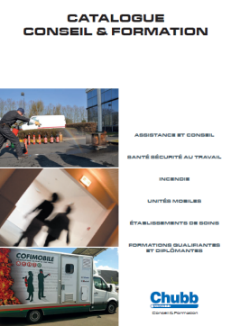 CATALOGUE
CONSEIL & FORMATION
ASSISTANCE ET CONSEIL
SANTÉ SÉCURITÉ AU TRAVAIL
INCENDIE
UNITÉS MOBILES
ÉTABLISSEMENTS DE SOINS
FORMATIONS QUALIFIANTES
ET DIPLÔMANTES
COFIMOBILE
Chubb
Conseil & Formation